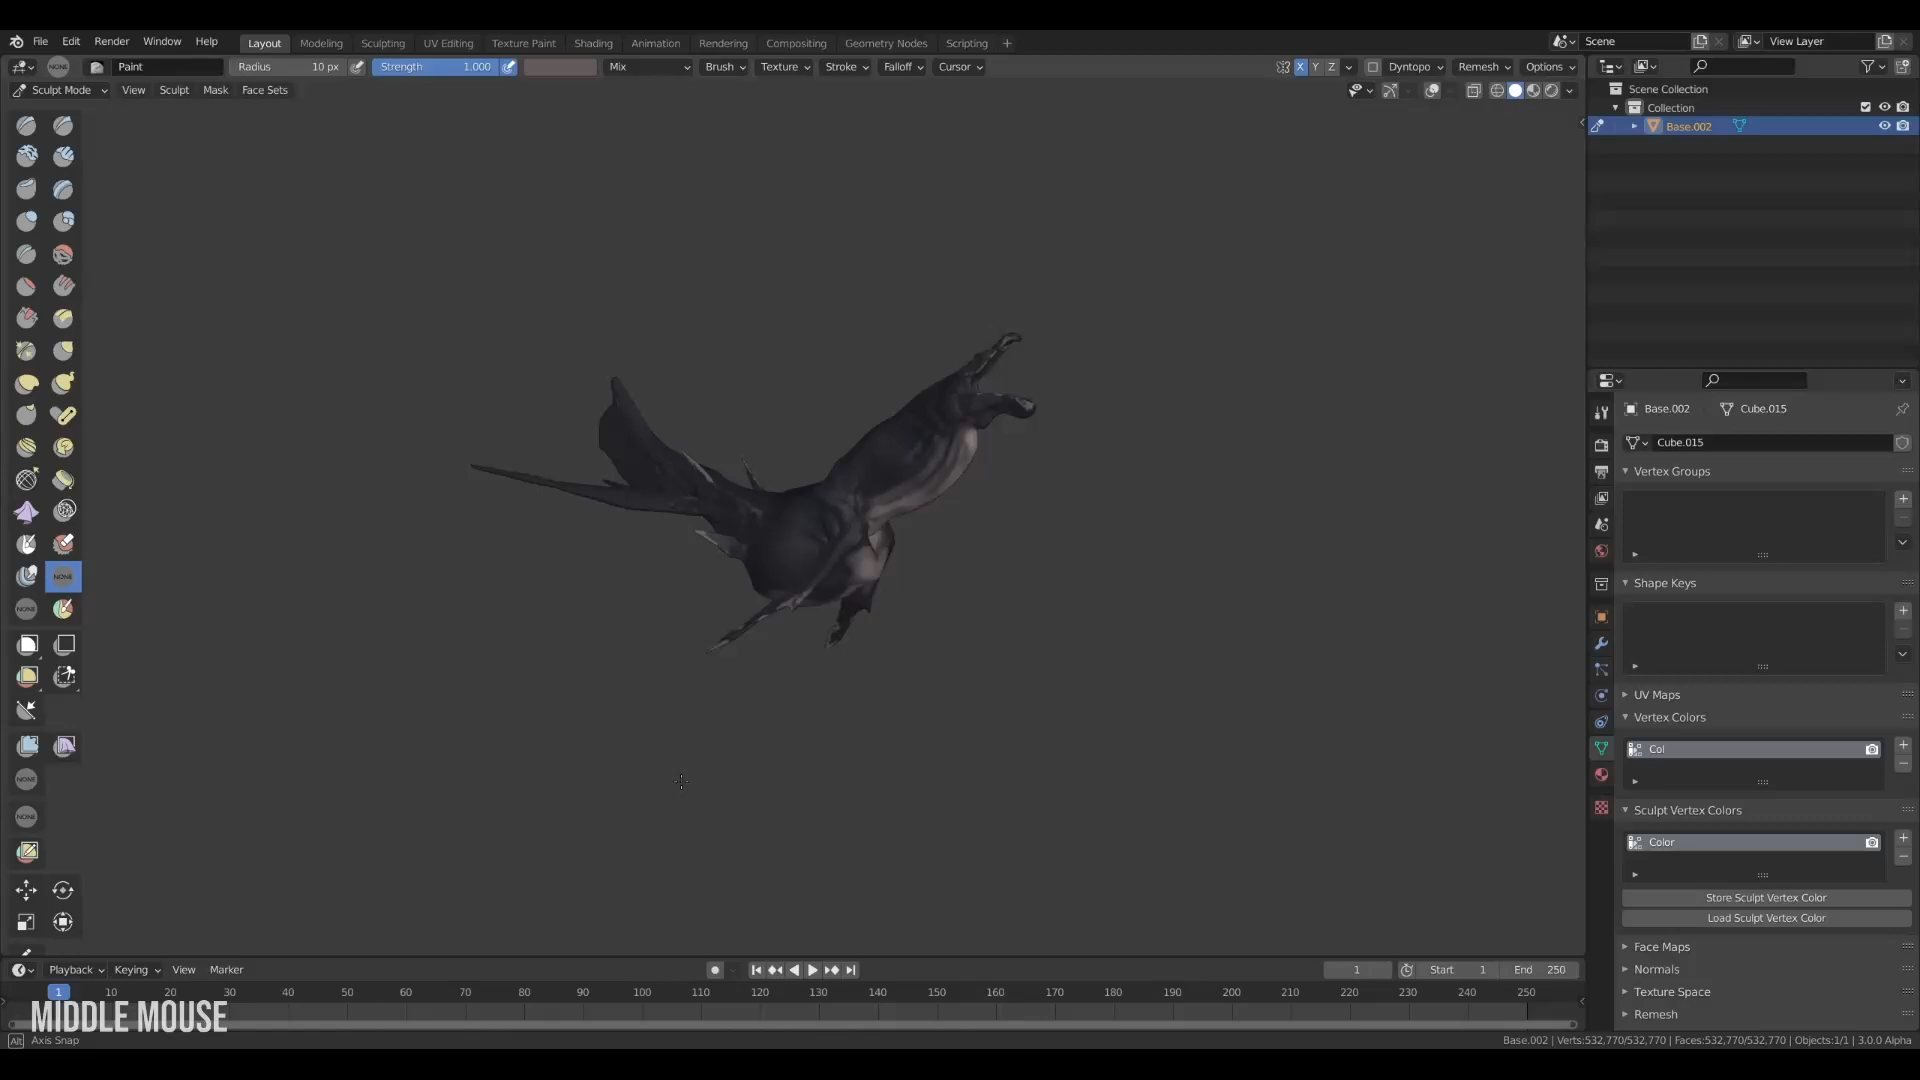 File Edit Render Window Help Layout Modeling Sculpting UV Editing Texture Paint Shading Animation Rendering Compositing Geometry Nodes Scripting + Scene View Layer
NONE Paint Radius 10 px Strength 1.000 Mix Brush Texture Stroke Falloff Cursor X Y Z Dyntopo Remesh Options
Sculpt Mode View Sculpt Mask Face Sets
Scene Collection
Collection
Base.002
Base.002 Cube.015
Cube.015
Vertex Groups
Shape Keys
UV Maps
Vertex Colors
Col
Sculpt Vertex Colors
Color
Store Sculpt Vertex Color
Load Sculpt Vertex Color
Face Maps
Normals
Texture Space
Remesh
NONE
NONE
NONE
NONE
Playback Keying View Marker 1 Start 1 End 250
1 10 20 30 40 50 60 70 80 90 100 110 120 130 140 150 160 170 180 190 200 210 220 230 240 250
MIDDLE MOUSE
Alt Axis Snap
Base.002 | Verts:532,770/532,770 | Faces:532,770/532,770 | Objects:1/1 | 3.0.0 Alpha